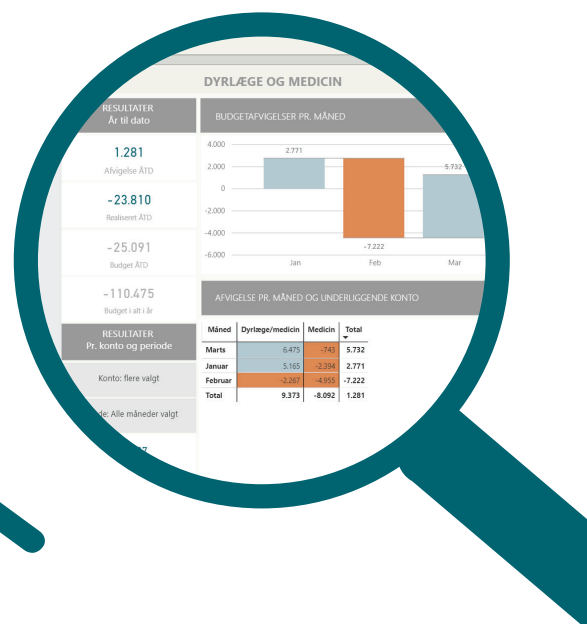 DYRLÆGE OG MEDICIN
RESULTATER
År til dato
1.281
Afvigelse ÅTD
-23.810
Realiseret ÅTD
-25.091
Budget ÅTD
-110.475
Budget i alt i år
RESULTATER
Pr. konto og periode
Konto: flere valgt
de: Alle måneder valgt
BUDGETAFVIGELSER PR. MÅNED
4.000
2.000
0
-2.000
-4.000
-6.000
2.771
-7.222
5.732
Jan Feb Mar
AFVIGELSE PR. MÅNED OG UNDERLIGGENDE KONTO
Måned Dyrlæge/medicin Medicin Total
Marts 6.475 -743 5.732
Januar 5.165 -2.394 2.771
Februar -2.267 -4.955 -7.222
Total 9.373 -8.092 1.281